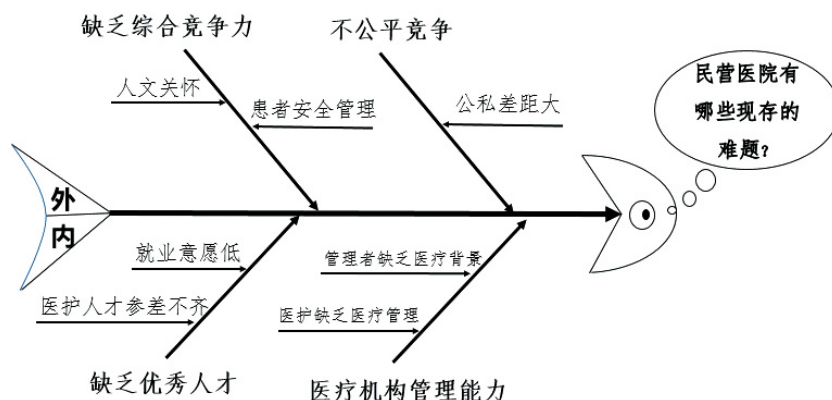 缺乏综合竞争力
不公平竞争
人文关怀
患者安全管理
公私差距大
民营医院有
哪些现存的
难题？
外
内
就业意愿低
医护人才参差不齐
管理者缺乏医疗背景
医护缺乏医疗管理
缺乏优秀人才
医疗机构管理能力